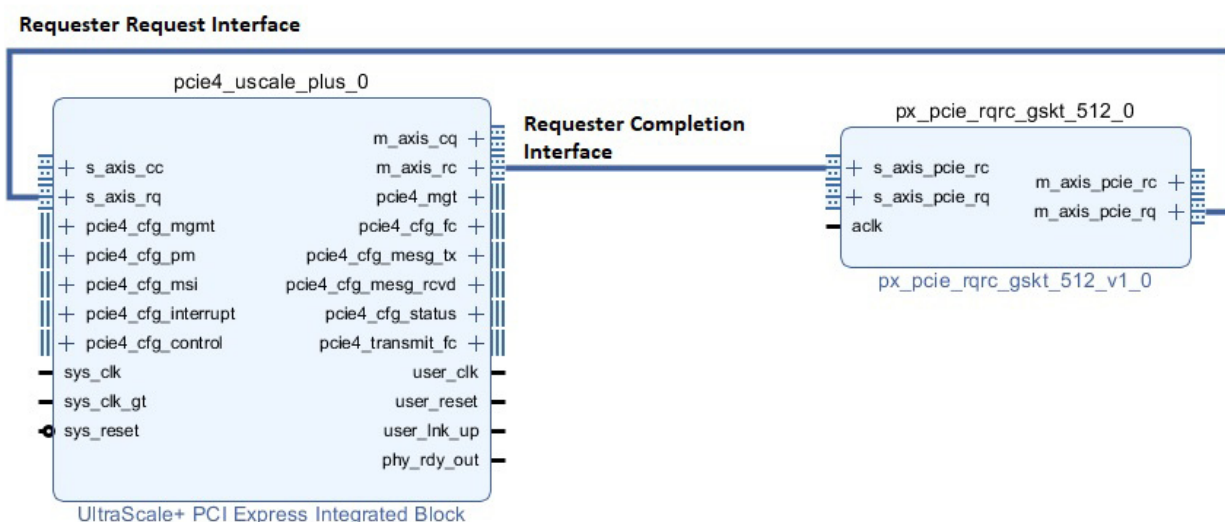 Requester Request Interface
pcie4_uscale_plus_0
m_axis_cq
s_axis_cc
m_axis_rc
s_axis_rq
pcie4_mgt
pcie4_cfg_mgmt
pcie4_cfg_fc
pcie4_cfg_pm
pcie4_cfg_mesg_tx
pcie4_cfg_msi
pcie4_cfg_mesg_rcvd
pcie4_cfg_interrupt
pcie4_cfg_status
pcie4_cfg_control
pcie4_transmit_fc
sys_clk
user_clk
sys_clk_gt
user_reset
sys_reset
user_lnk_up
phy_rdy_out
UltraScale+ PCI Express Integrated Block
Requester Completion
Interface
px_pcie_rqrc_gskt_512_0
s_axis_pcie_rc
m_axis_pcie_rc
s_axis_pcie_rq
m_axis_pcie_rq
aclk
px_pcie_rqrc_gskt_512_v1_0